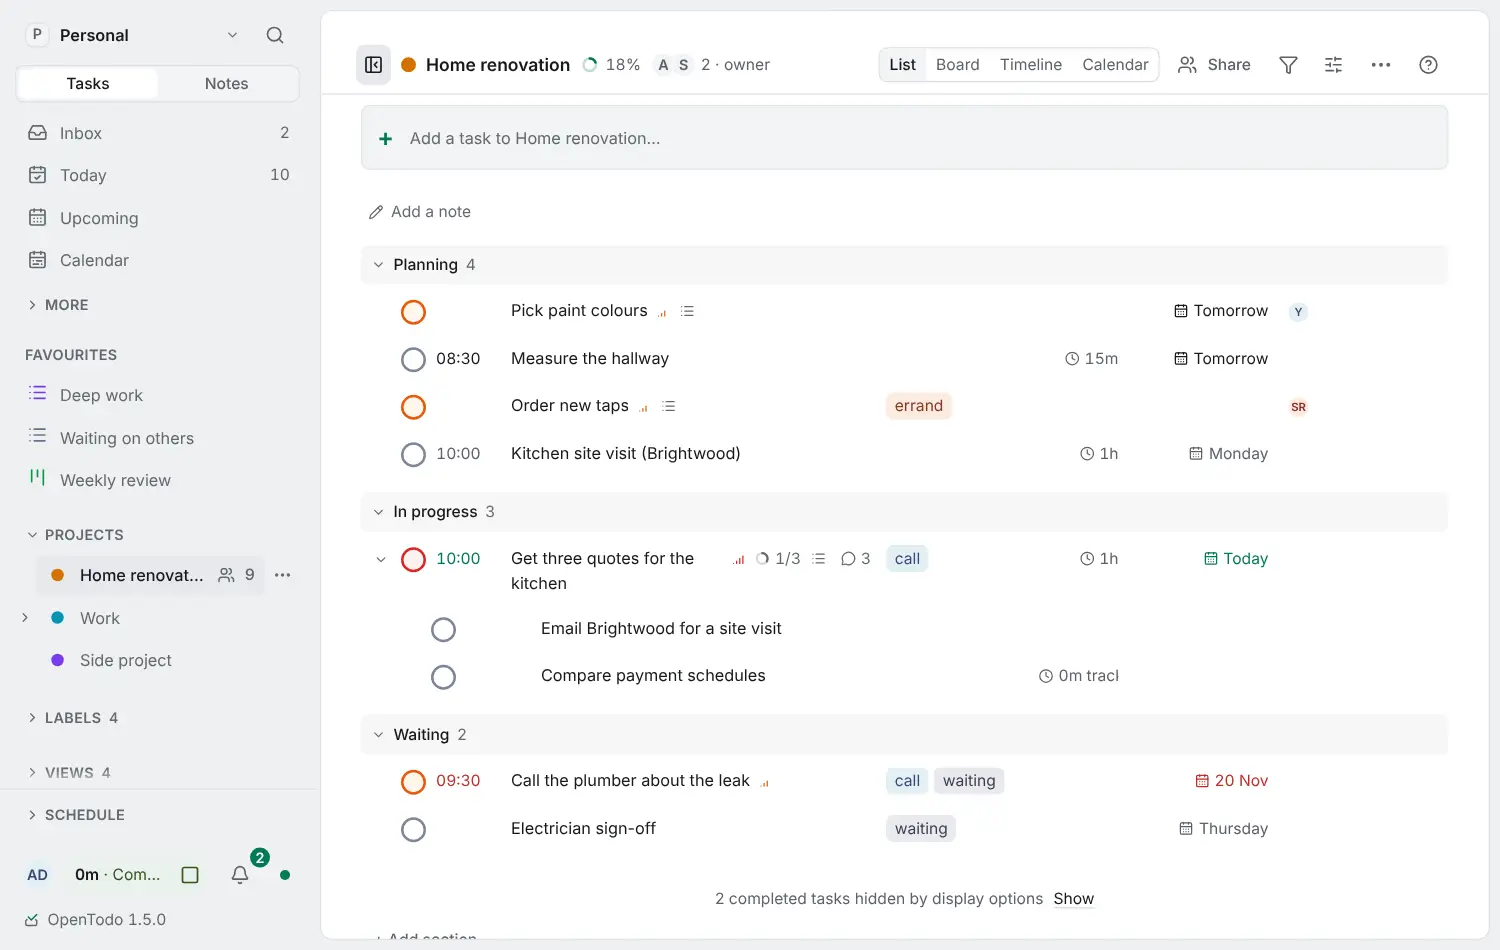 P Personal
Tasks Notes
Inbox 2
Today 10
Upcoming
Calendar
MORE
FAVOURITES
Deep work
Waiting on others
Weekly review
PROJECTS
Home renovat... 9
Work
Side project
LABELS 4
VIEWS 4
SCHEDULE
AD 0m · Com... 2
OpenTodo 1.5.0
Home renovation 18% A S 2 · owner List Board Timeline Calendar Share
Add a task to Home renovation...
Add a note
Planning 4
Pick paint colours Tomorrow Y
08:30 Measure the hallway 15m Tomorrow
Order new taps errand SR
10:00 Kitchen site visit (Brightwood) 1h Monday
In progress 3
10:00 Get three quotes for the 1/3 3 call 1h Today
kitchen
Email Brightwood for a site visit
Compare payment schedules 0m tracl
Waiting 2
09:30 Call the plumber about the leak call waiting 20 Nov
Electrician sign-off waiting Thursday
2 completed tasks hidden by display options Show
Add section